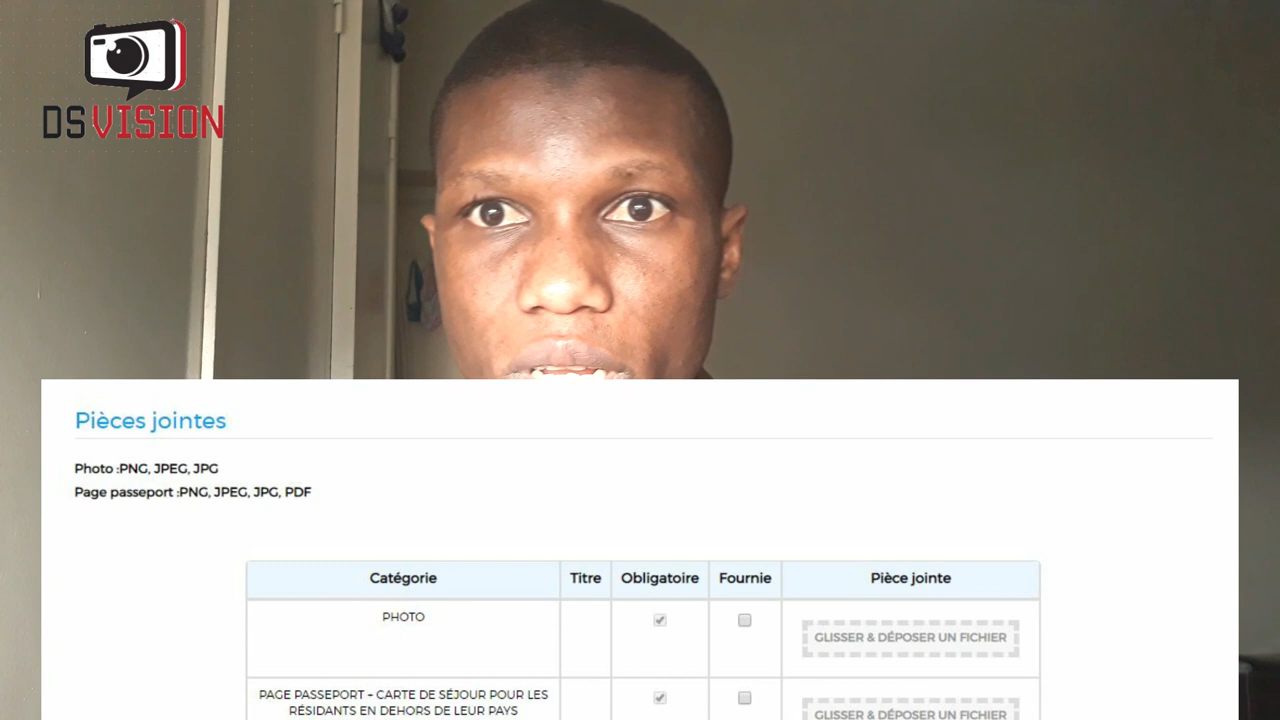 DSVISION
Pièces jointes
Photo :PNG, JPEG, JPG
Page passeport :PNG, JPEG, JPG, PDF
Catégorie Titre Obligatoire Fournie Pièce jointe
PHOTO
GLISSER & DÉPOSER UN FICHIER
PAGE PASSEPORT - CARTE DE SÉJOUR POUR LES
RÉSIDANTS EN DEHORS DE LEUR PAYS
GLISSER & DÉPOSER UN FICHIER